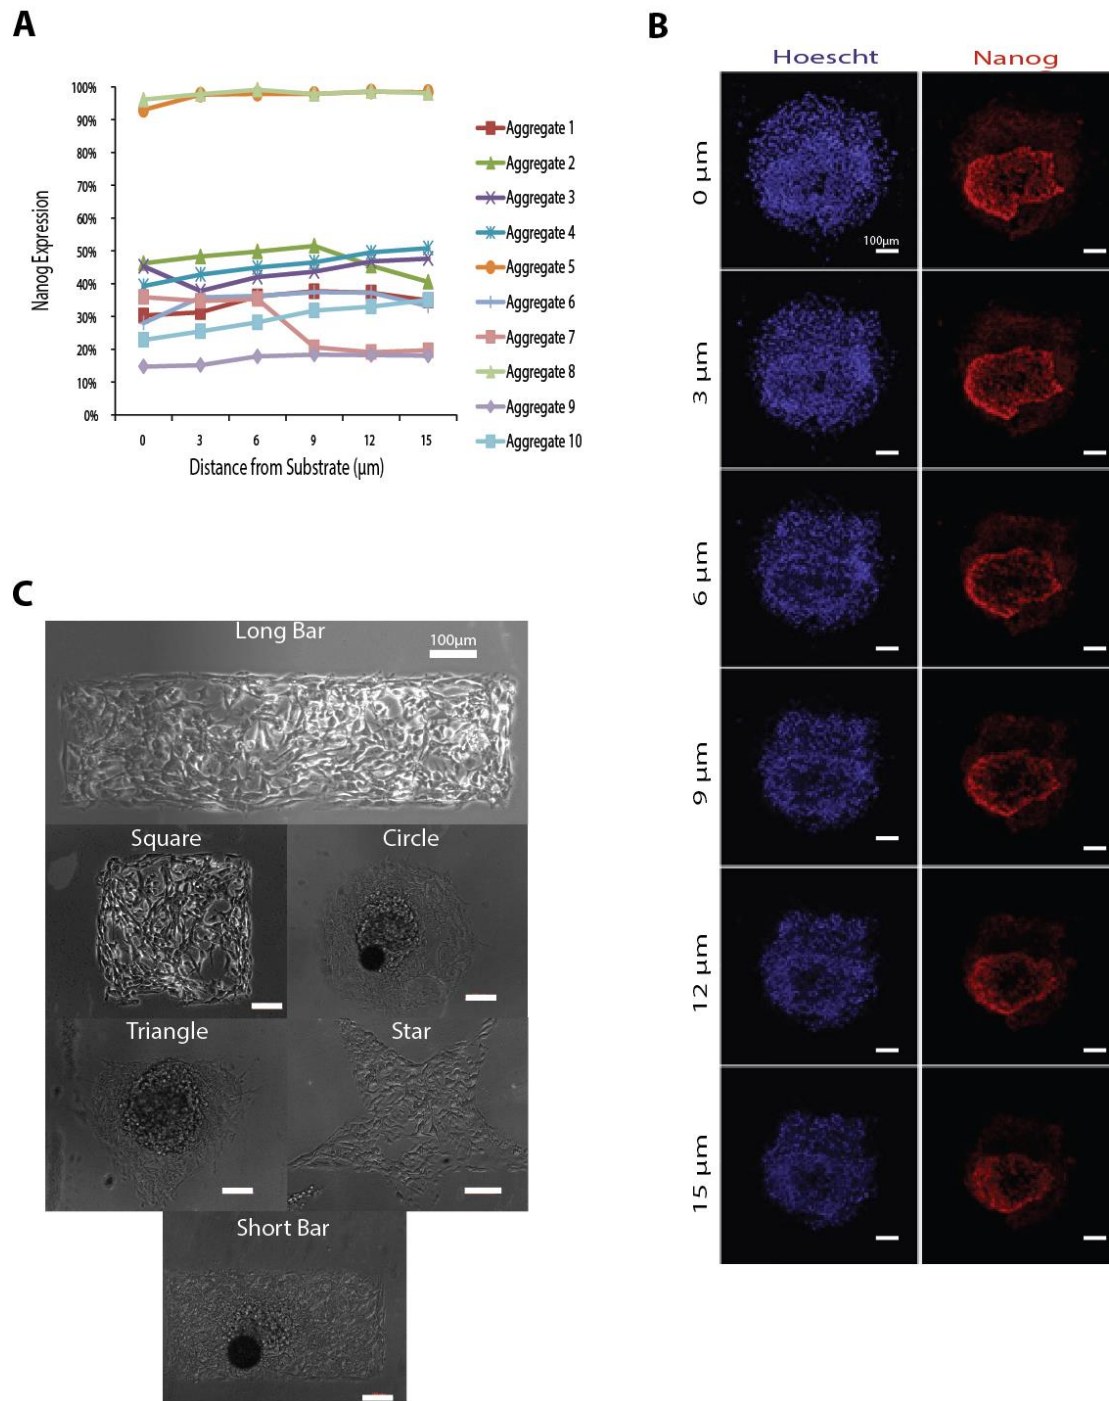 A
100%
90%
80%
70%
60%
50%
40%
30%
20%
10%
0%
Nanog Expression
0 3 6 9 12 15
Distance from Substrate (µm)
Aggregate 1
Aggregate 2
Aggregate 3
Aggregate 4
Aggregate 5
Aggregate 6
Aggregate 7
Aggregate 8
Aggregate 9
Aggregate 10
B
Hoescht Nanog
0 µm
100µm
3 µm
6 µm
9 µm
12 µm
15 µm
C
Long Bar
100µm
Square
Circle
Triangle
Star
Short Bar